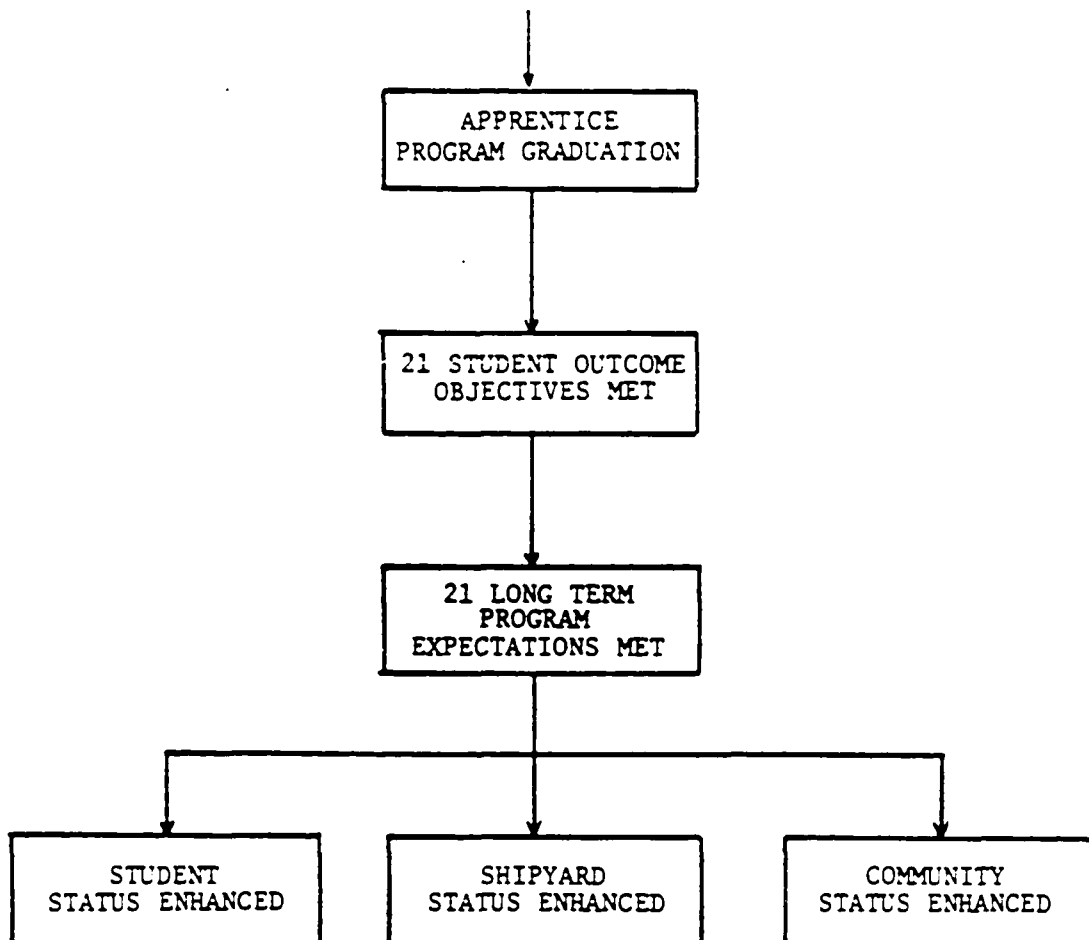 APPRENTICE
PROGRAM GRADUATION
21 STUDENT OUTCOME
OBJECTIVES MET
21 LONG TERM
PROGRAM
EXPECTATIONS MET
STUDENT
STATUS ENHANCED
SHIPYARD
STATUS ENHANCED
COMMUNITY
STATUS ENHANCED